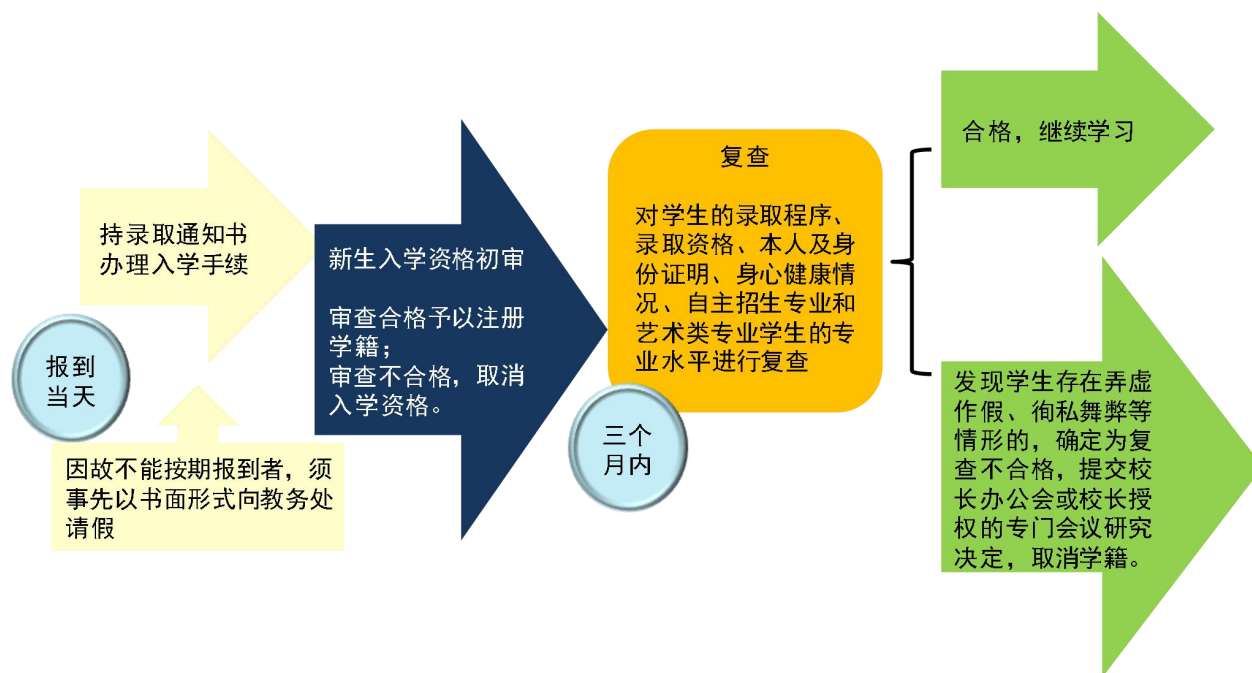 持录取通知书
办理入学手续
报到
当天
因故不能按期报到者，须
事先以书面形式向教务处
请假
新生入学资格初审
审查合格予以注册
学籍；
审查不合格，取消
入学资格。
三个
月内
复查
对学生的录取程序、
录取资格、本人及身
份证明、身心健康情
况、自主招生专业和
艺术类专业学生的专
业水平进行复查
合格，继续学习
发现学生存在弄虚
作假、徇私舞弊等
情形的，确定为复
查不合格，提交校
长办公会或校长授
权的专门会议研究
决定，取消学籍。